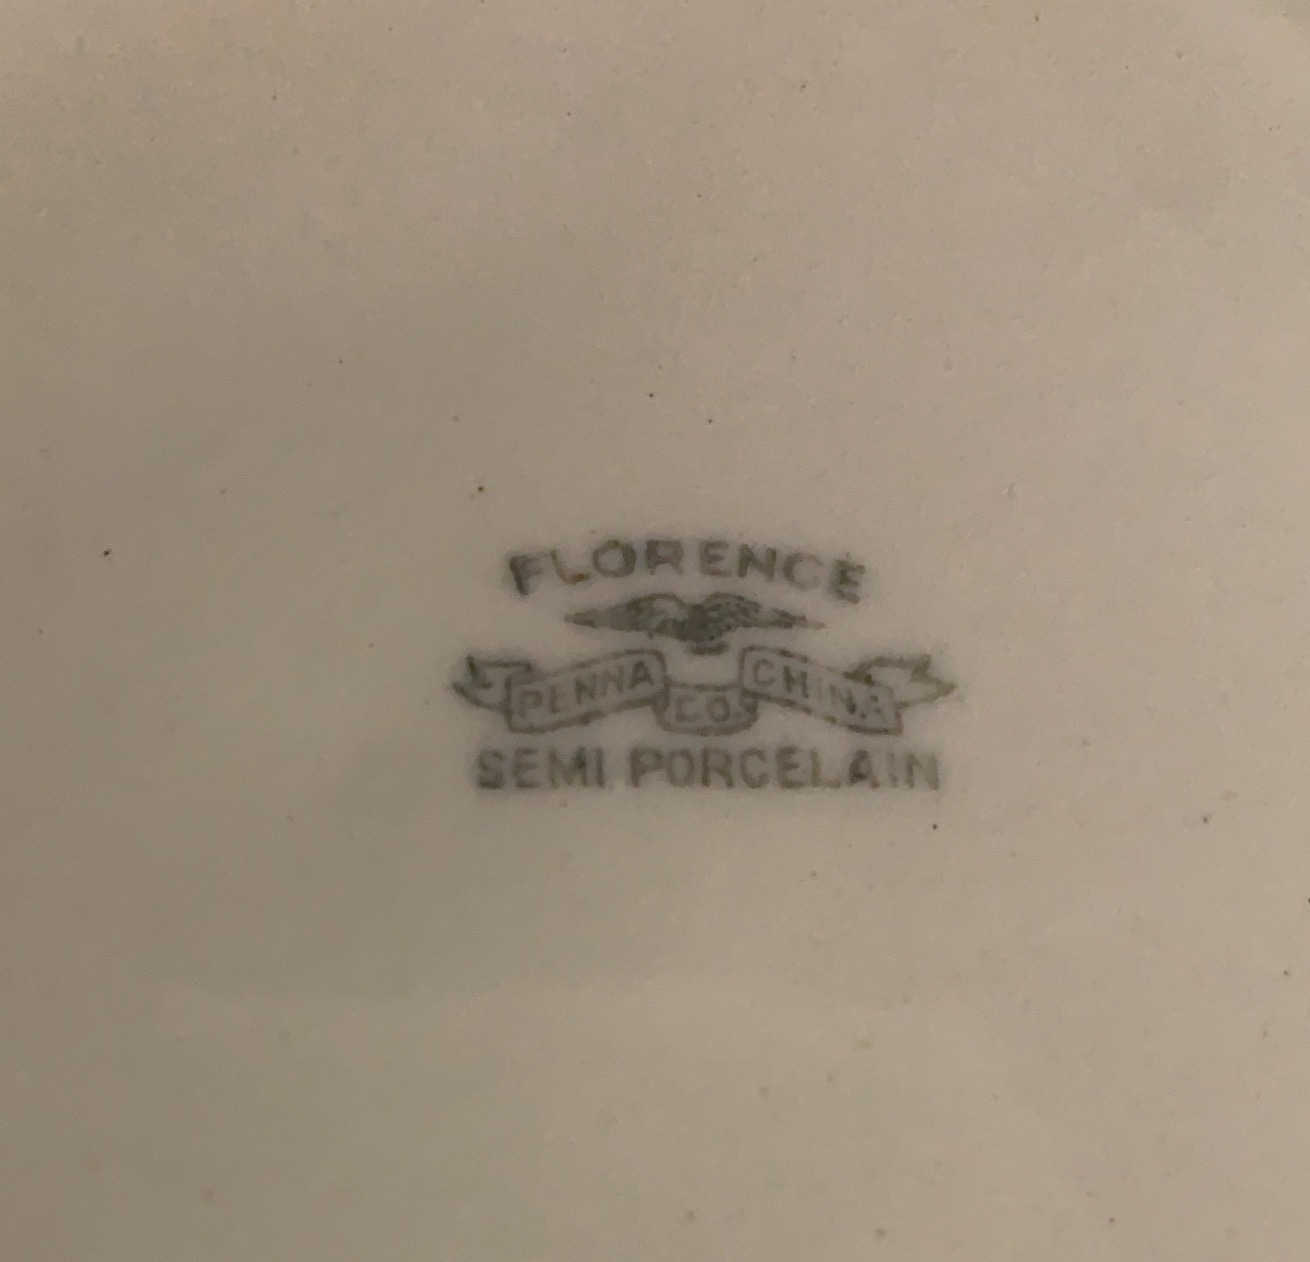 FLORENCE
PENNA CHINA
CO.
SEMI PORCELAIN